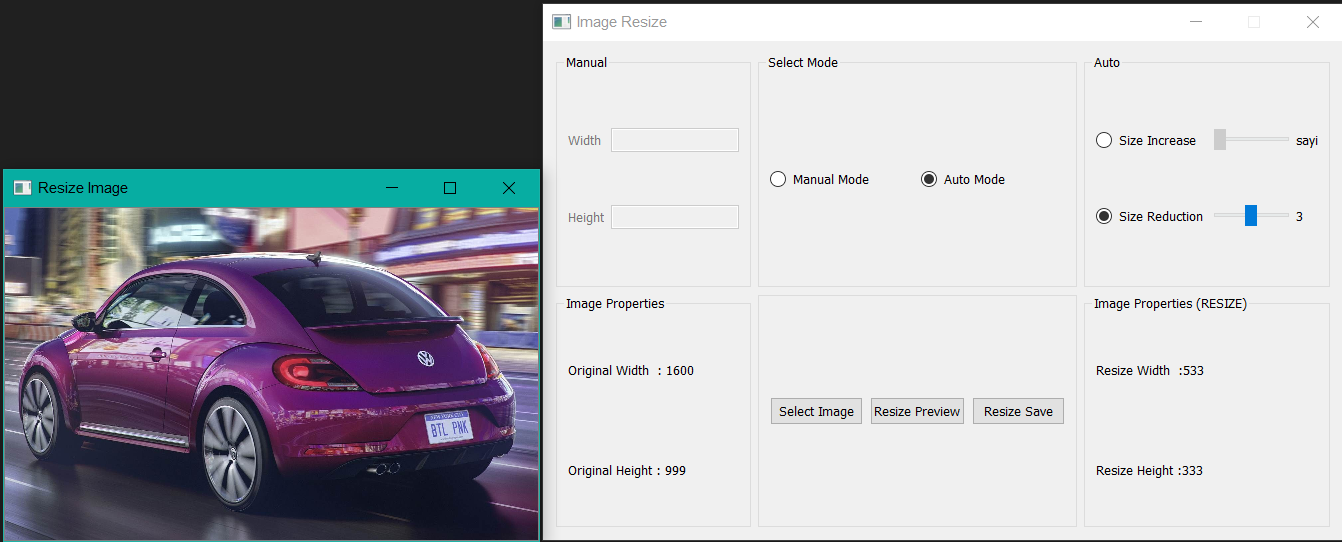 Image Resize
Manual
Width
Height
Select Mode
Manual Mode
Auto Mode
Auto
Size Increase
sayi
Size Reduction
3
Resize Image
BTL PNK
Image Properties
Original Width : 1600
Original Height : 999
Select Image
Resize Preview
Resize Save
Image Properties (RESIZE)
Resize Width :533
Resize Height :333